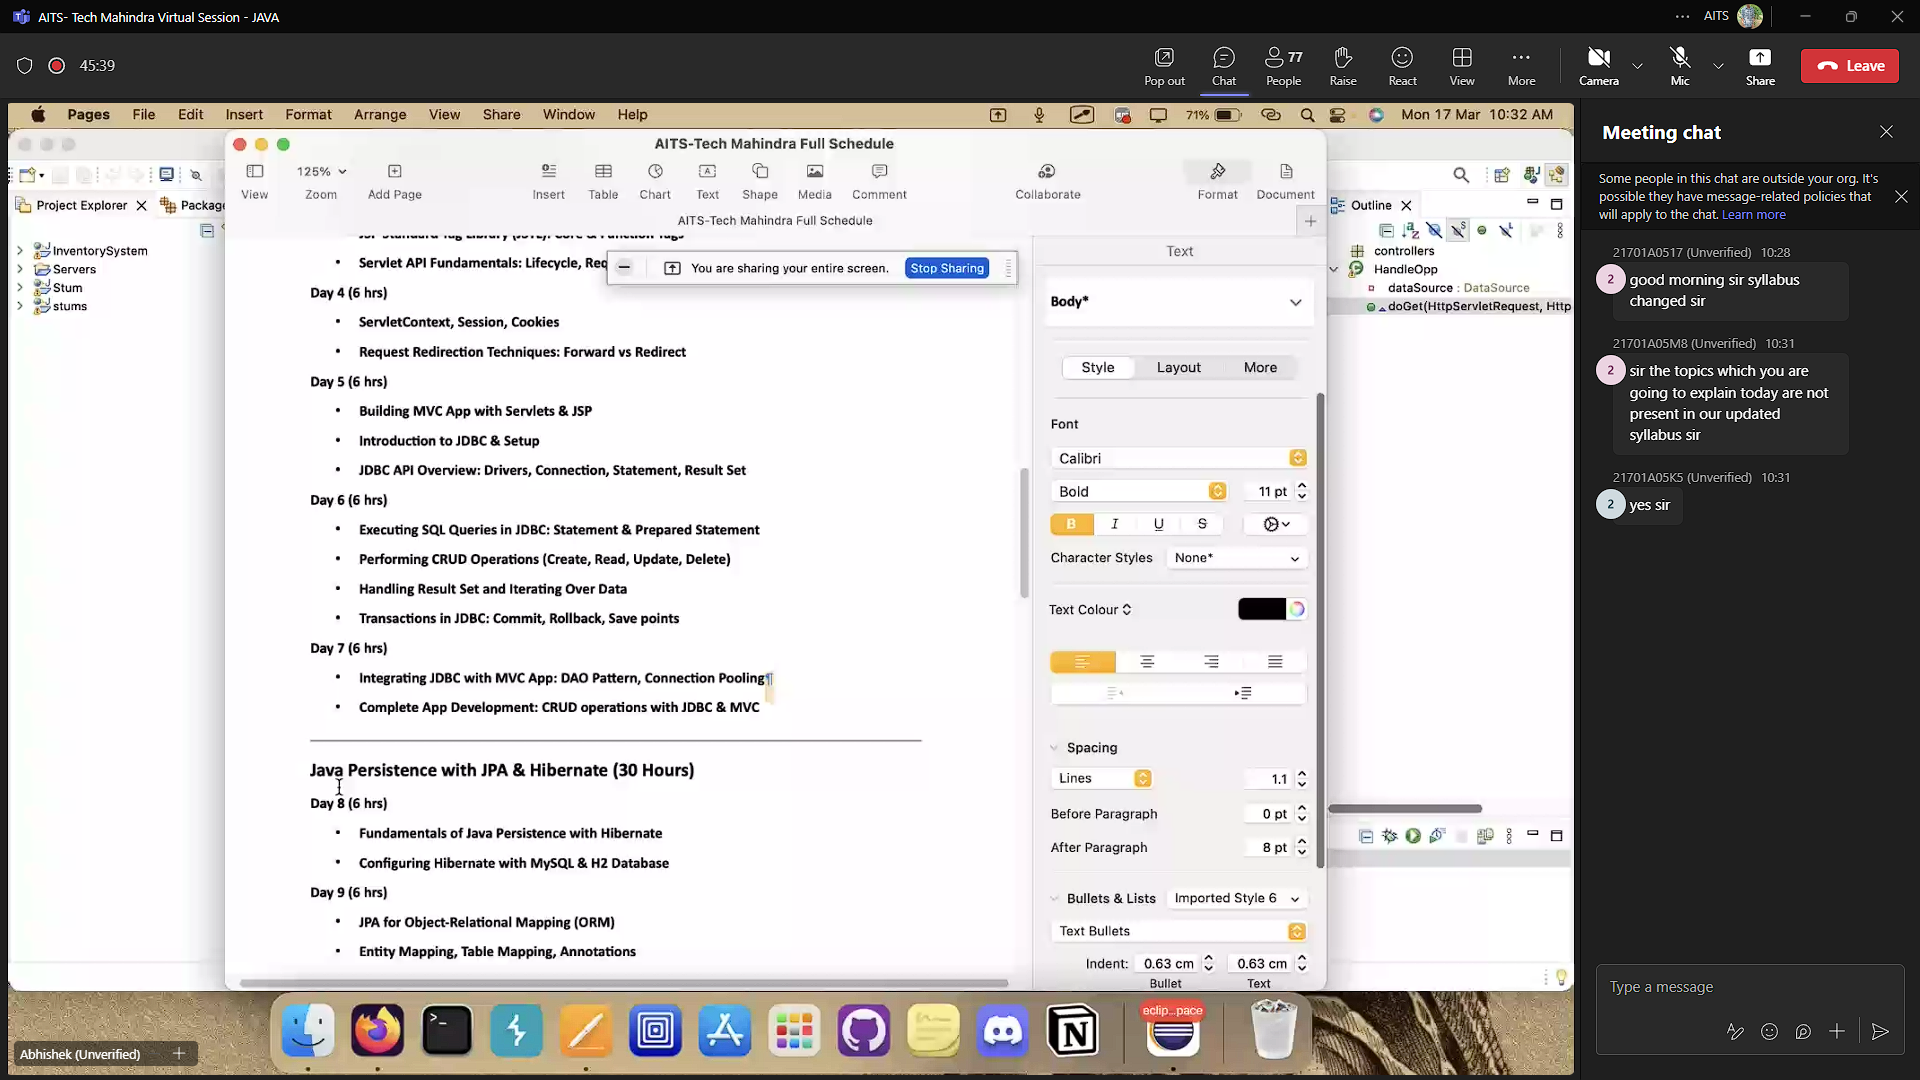 AITS- Tech Mahindra Virtual Session - JAVA
AITS
45:39
Pop out
Chat
77
People
Raise
React
View
More
Camera
Mic
Share
Leave
Pages File Edit Insert Format Arrange View Share Window Help
71%
Mon 17 Mar 10:32 AM
AITS-Tech Mahindra Full Schedule
125%
View
Zoom
Add Page
Insert
Table
Chart
Text
Shape
Media
Comment
Collaborate
Format
Document
AITS-Tech Mahindra Full Schedule
Project Explorer
Package
InventorySystem
Servers
Stum
stums
• Servlet API Fundamentals: Lifecycle, Req
You are sharing your entire screen.
Stop Sharing
Day 4 (6 hrs)
• ServletContext, Session, Cookies
• Request Redirection Techniques: Forward vs Redirect
Day 5 (6 hrs)
• Building MVC App with Servlets & JSP
• Introduction to JDBC & Setup
• JDBC API Overview: Drivers, Connection, Statement, Result Set
Day 6 (6 hrs)
• Executing SQL Queries in JDBC: Statement & Prepared Statement
• Performing CRUD Operations (Create, Read, Update, Delete)
• Handling Result Set and Iterating Over Data
• Transactions in JDBC: Commit, Rollback, Save points
Day 7 (6 hrs)
• Integrating JDBC with MVC App: DAO Pattern, Connection Pooling¶
• Complete App Development: CRUD operations with JDBC & MVC
Java Persistence with JPA & Hibernate (30 Hours)
Day 8 (6 hrs)
• Fundamentals of Java Persistence with Hibernate
• Configuring Hibernate with MySQL & H2 Database
Day 9 (6 hrs)
• JPA for Object-Relational Mapping (ORM)
• Entity Mapping, Table Mapping, Annotations
Text
Body*
Style
Layout
More
Font
Calibri
Bold
11 pt
B I U S
Character Styles
None*
Text Colour
Spacing
Lines
1.1
Before Paragraph
0 pt
After Paragraph
8 pt
Bullets & Lists
Imported Style 6
Text Bullets
Indent:
0.63 cm
0.63 cm
Bullet
Text
Outline
controllers
HandleOpp
dataSource : DataSource
doGet(HttpServletRequest, Http
eclip...pace
Abhishek (Unverified)
Meeting chat
Some people in this chat are outside your org. It's
possible they have message-related policies that
will apply to the chat. Learn more
21701A0517 (Unverified) 10:28
2
good morning sir syllabus
changed sir
21701A05M8 (Unverified) 10:31
2
sir the topics which you are
going to explain today are not
present in our updated
syllabus sir
21701A05K5 (Unverified) 10:31
2
yes sir
Type a message